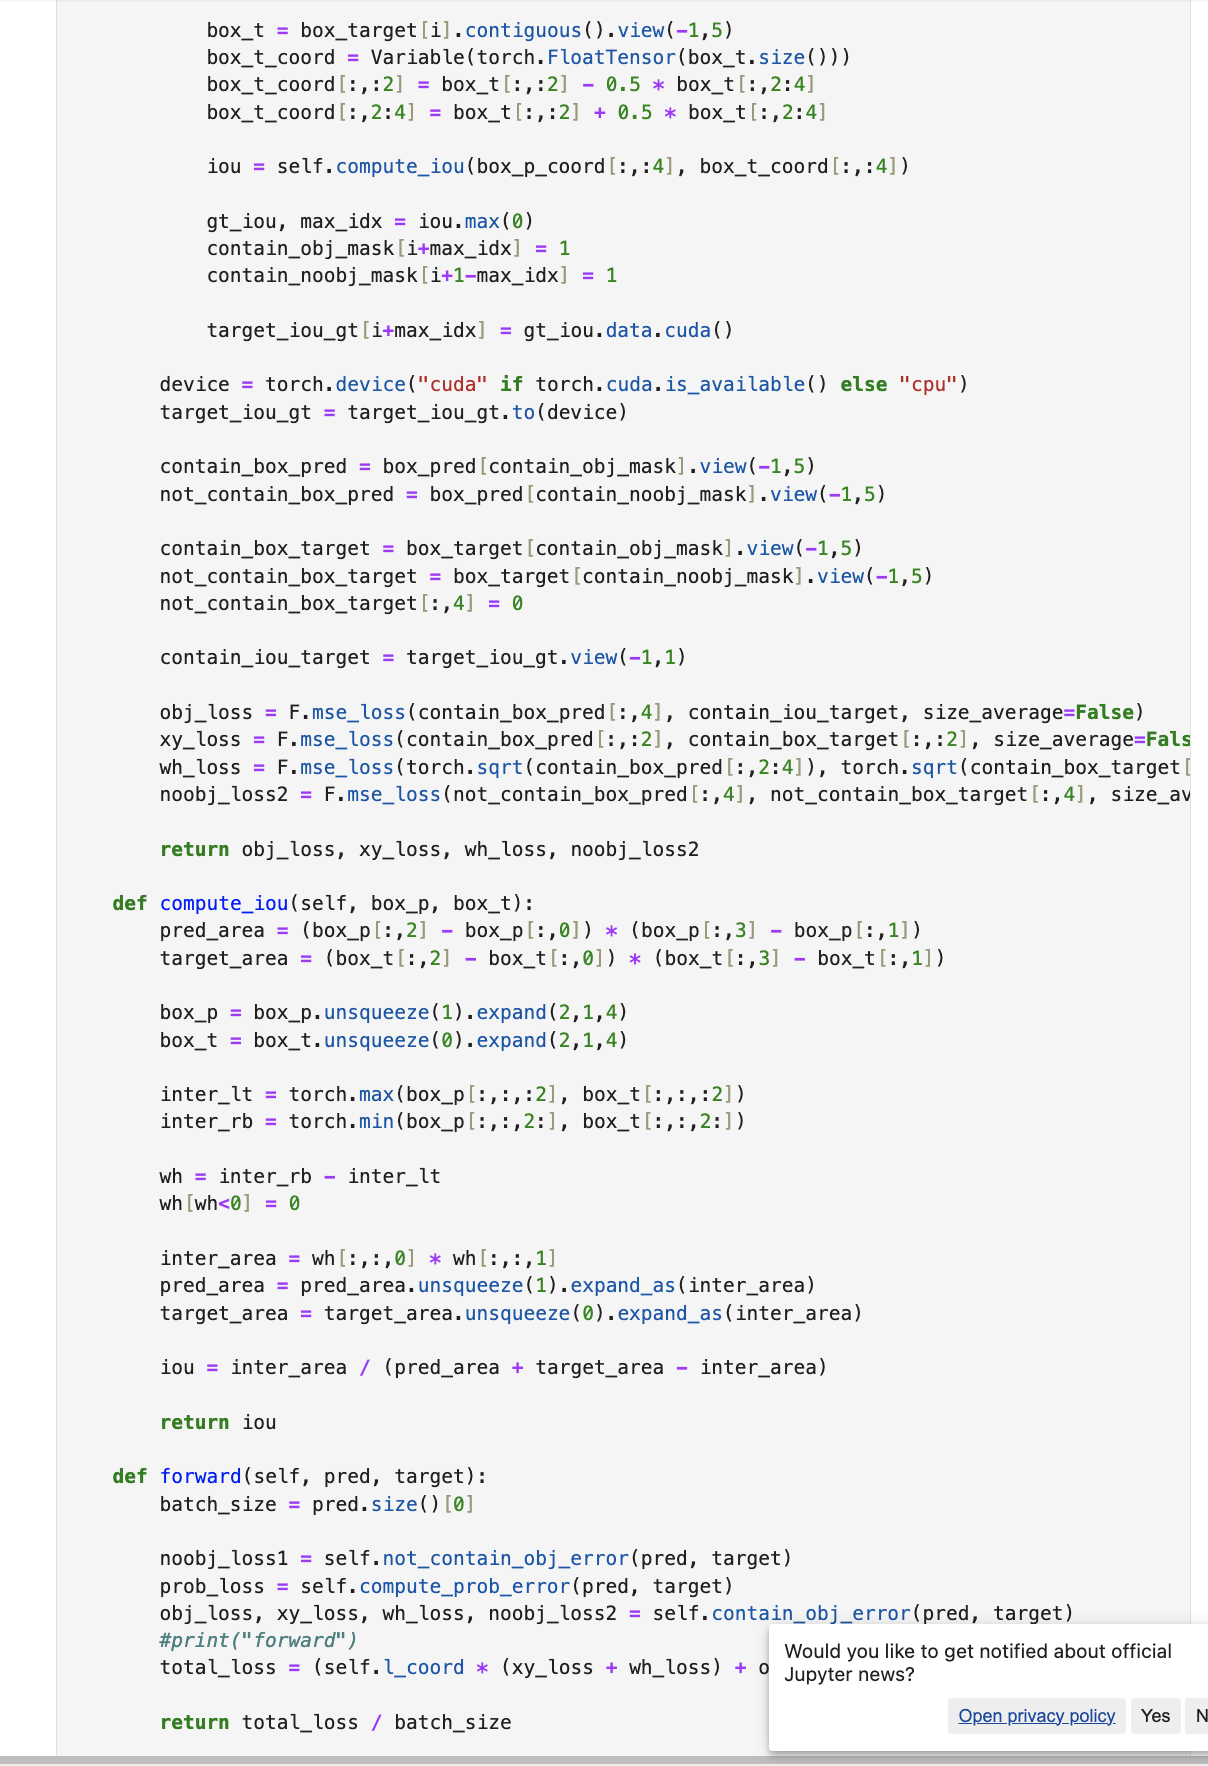 box_t = box_target[i].contiguous().view(-1,5)
box_t_coord = Variable(torch.FloatTensor(box_t.size()))
box_t_coord[:,:2] = box_t[:,:2] - 0.5 * box_t[:,2:4]
box_t_coord[:,2:4] = box_t[:,:2] + 0.5 * box_t[:,2:4]
iou = self.compute_iou(box_p_coord[:,:4], box_t_coord[:,:4])
gt_iou, max_idx = iou.max(0)
contain_obj_mask[i+max_idx] = 1
contain_noobj_mask[i+1-max_idx] = 1
target_iou_gt[i+max_idx] = gt_iou.data.cuda()
device = torch.device("cuda" if torch.cuda.is_available() else "cpu")
target_iou_gt = target_iou_gt.to(device)
contain_box_pred = box_pred[contain_obj_mask].view(-1,5)
not_contain_box_pred = box_pred[contain_noobj_mask].view(-1,5)
contain_box_target = box_target[contain_obj_mask].view(-1,5)
not_contain_box_target = box_target[contain_noobj_mask].view(-1,5)
not_contain_box_target[:,4] = 0
contain_iou_target = target_iou_gt.view(-1,1)
obj_loss = F.mse_loss(contain_box_pred[:,4], contain_iou_target, size_average=False)
xy_loss = F.mse_loss(contain_box_pred[:,:2], contain_box_target[:,:2], size_average=Fals
wh_loss = F.mse_loss(torch.sqrt(contain_box_pred[:,2:4]), torch.sqrt(contain_box_target[
noobj_loss2 = F.mse_loss(not_contain_box_pred[:,4], not_contain_box_target[:,4], size_av
return obj_loss, xy_loss, wh_loss, noobj_loss2
def compute_iou(self, box_p, box_t):
pred_area = (box_p[:,2] - box_p[:,0]) * (box_p[:,3] - box_p[:,1])
target_area = (box_t[:,2] - box_t[:,0]) * (box_t[:,3] - box_t[:,1])
box_p = box_p.unsqueeze(1).expand(2,1,4)
box_t = box_t.unsqueeze(0).expand(2,1,4)
inter_lt = torch.max(box_p[:,:,:2], box_t[:,:,:2])
inter_rb = torch.min(box_p[:,:,2:], box_t[:,:,2:])
wh = inter_rb - inter_lt
wh[wh<0] = 0
inter_area = wh[:,:,0] * wh[:,:,1]
pred_area = pred_area.unsqueeze(1).expand_as(inter_area)
target_area = target_area.unsqueeze(0).expand_as(inter_area)
iou = inter_area / (pred_area + target_area - inter_area)
return iou
def forward(self, pred, target):
batch_size = pred.size()[0]
noobj_loss1 = self.not_contain_obj_error(pred, target)
prob_loss = self.compute_prob_error(pred, target)
obj_loss, xy_loss, wh_loss, noobj_loss2 = self.contain_obj_error(pred, target)
#print("forward")
total_loss = (self.l_coord * (xy_loss + wh_loss) + o
return total_loss / batch_size
Would you like to get notified about official
Jupyter news?
Open privacy policy Yes N